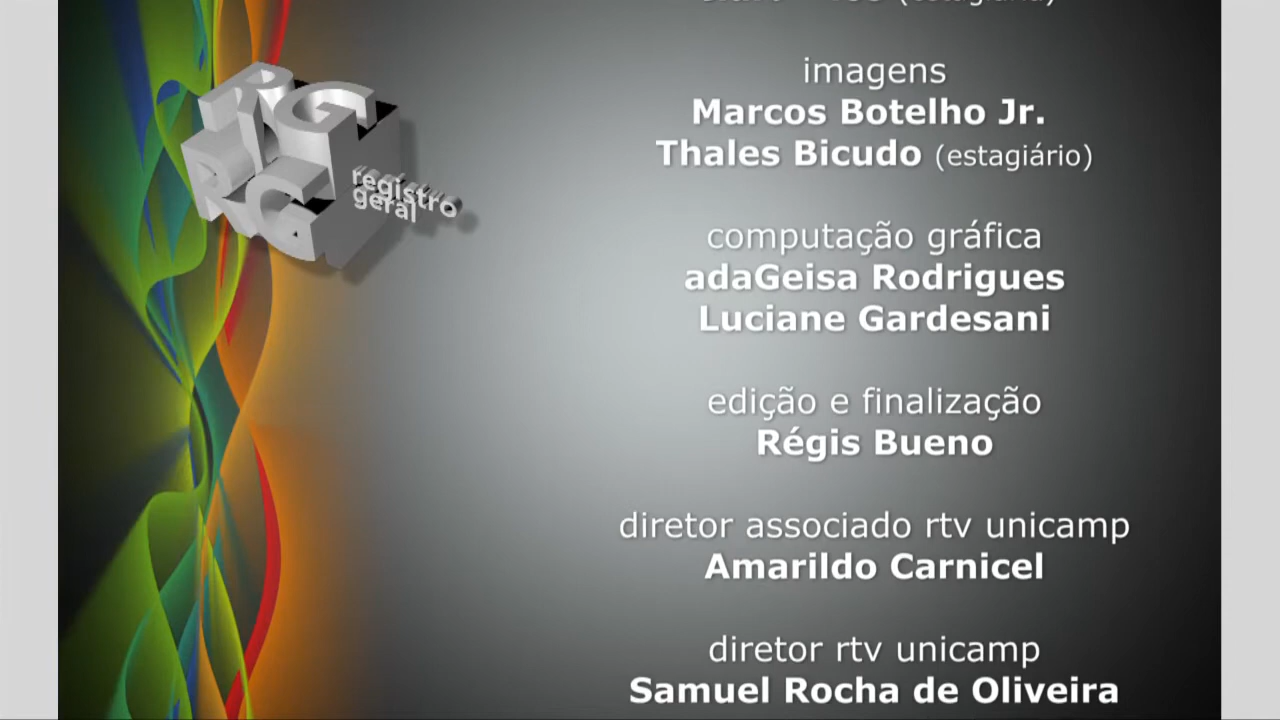 RG
RG
registro
geral
(estagiária)
imagens
Marcos Botelho Jr.
Thales Bicudo (estagiário)
computação gráfica
adaGeisa Rodrigues
Luciane Gardesani
edição e finalização
Régis Bueno
diretor associado rtv unicamp
Amarildo Carnicel
diretor rtv unicamp
Samuel Rocha de Oliveira